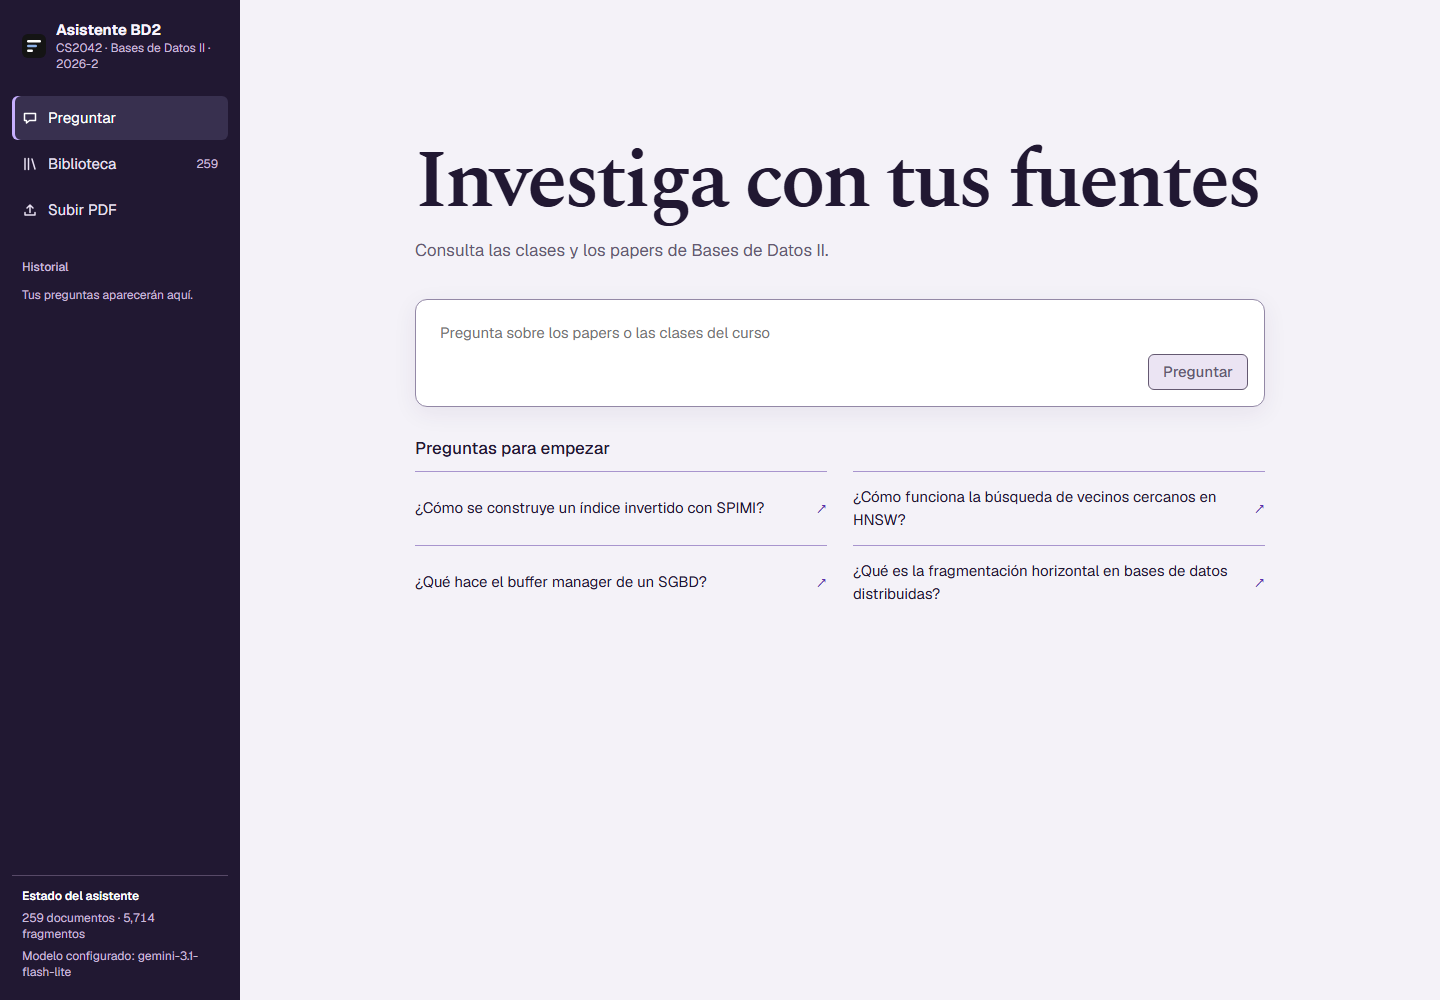 Asistente BD2
CS2042 · Bases de Datos II ·
2026-2
Preguntar
Biblioteca 259
Subir PDF
Historial
Tus preguntas aparecerán aquí.
Estado del asistente
259 documentos · 5,714
fragmentos
Modelo configurado: gemini-3.1-
flash-lite
Investiga con tus fuentes
Consulta las clases y los papers de Bases de Datos II.
Pregunta sobre los papers o las clases del curso
Preguntar
Preguntas para empezar
¿Cómo se construye un índice invertido con SPIMI? ↗
¿Cómo funciona la búsqueda de vecinos cercanos en
HNSW? ↗
¿Qué hace el buffer manager de un SGBD? ↗
¿Qué es la fragmentación horizontal en bases de datos
distribuidas? ↗